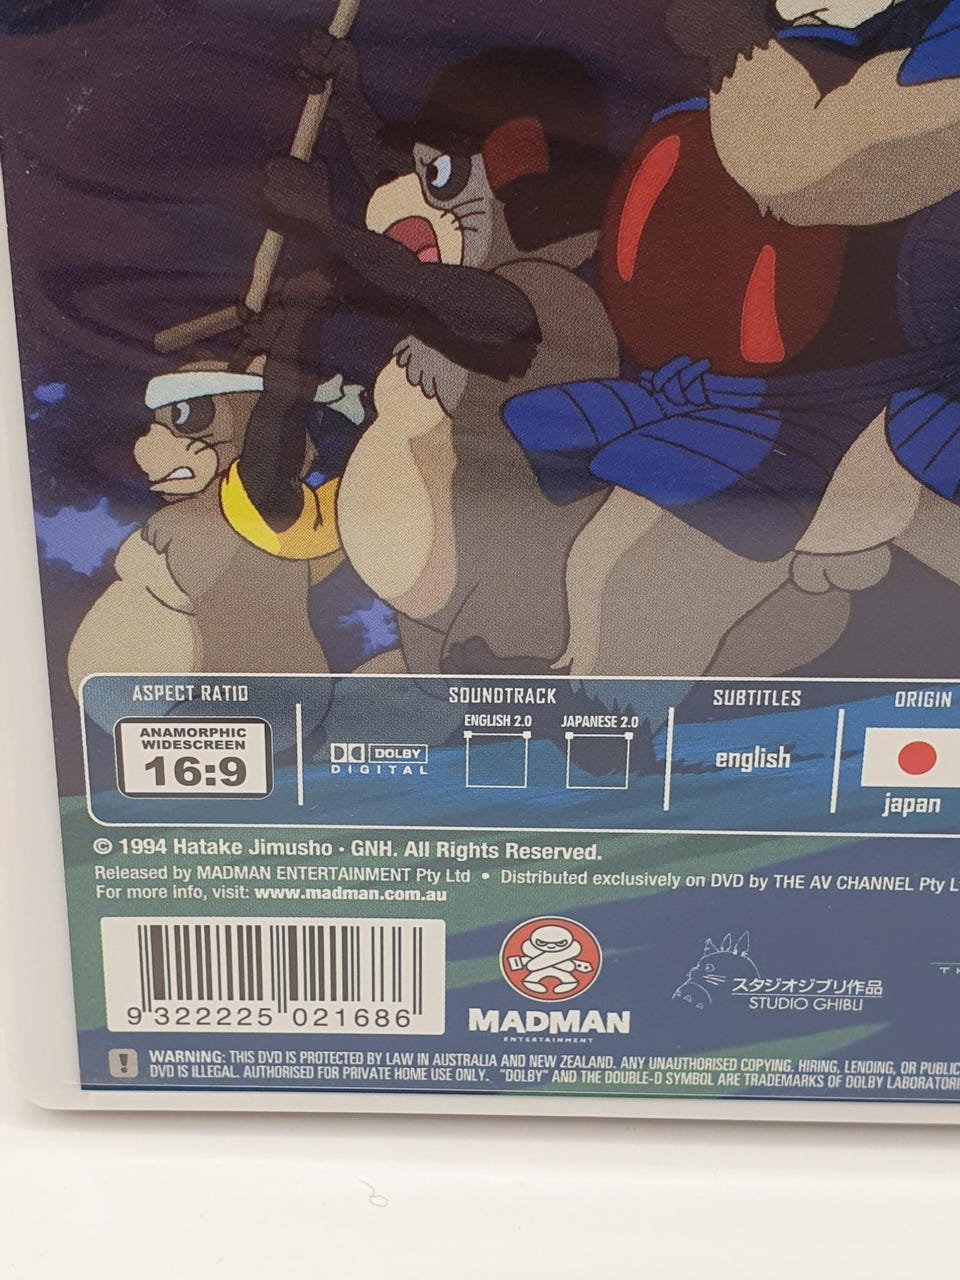 ASPECT RATIO
ANAMORPHIC
WIDESCREEN
16:9
SOUNDTRACK
DOLBY
DIGITAL
ENGLISH 2.0
JAPANESE 2.0
SUBTITLES
english
ORIGIN
japan
© 1994 Hatake Jimusho · GNH. All Rights Reserved.
Released by MADMAN ENTERTAINMENT Pty Ltd • Distributed exclusively on DVD by THE AV CHANNEL Pty L
For more info, visit: www.madman.com.au
9 322225 021686
MADMAN
ENTERTAINMENT
スタジオジブリ作品
STUDIO GHIBLI
WARNING: THIS DVD IS PROTECTED BY LAW IN AUSTRALIA AND NEW ZEALAND. ANY UNAUTHORISED COPYING, HIRING, LENDING, OR PUBLIC
DVD IS ILLEGAL. AUTHORISED FOR PRIVATE HOME USE ONLY. "DOLBY" AND THE DOUBLE-D SYMBOL ARE TRADEMARKS OF DOLBY LABORATORI